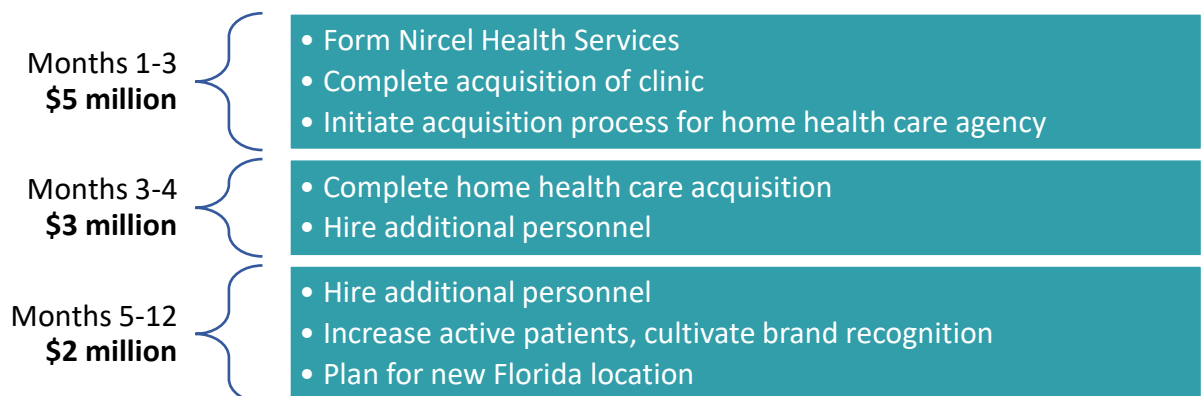 Months 1-3
$5 million
• Form Nircel Health Services
• Complete acquisition of clinic
• Initiate acquisition process for home health care agency
Months 3-4
$3 million
• Complete home health care acquisition
• Hire additional personnel
Months 5-12
$2 million
• Hire additional personnel
• Increase active patients, cultivate brand recognition
• Plan for new Florida location